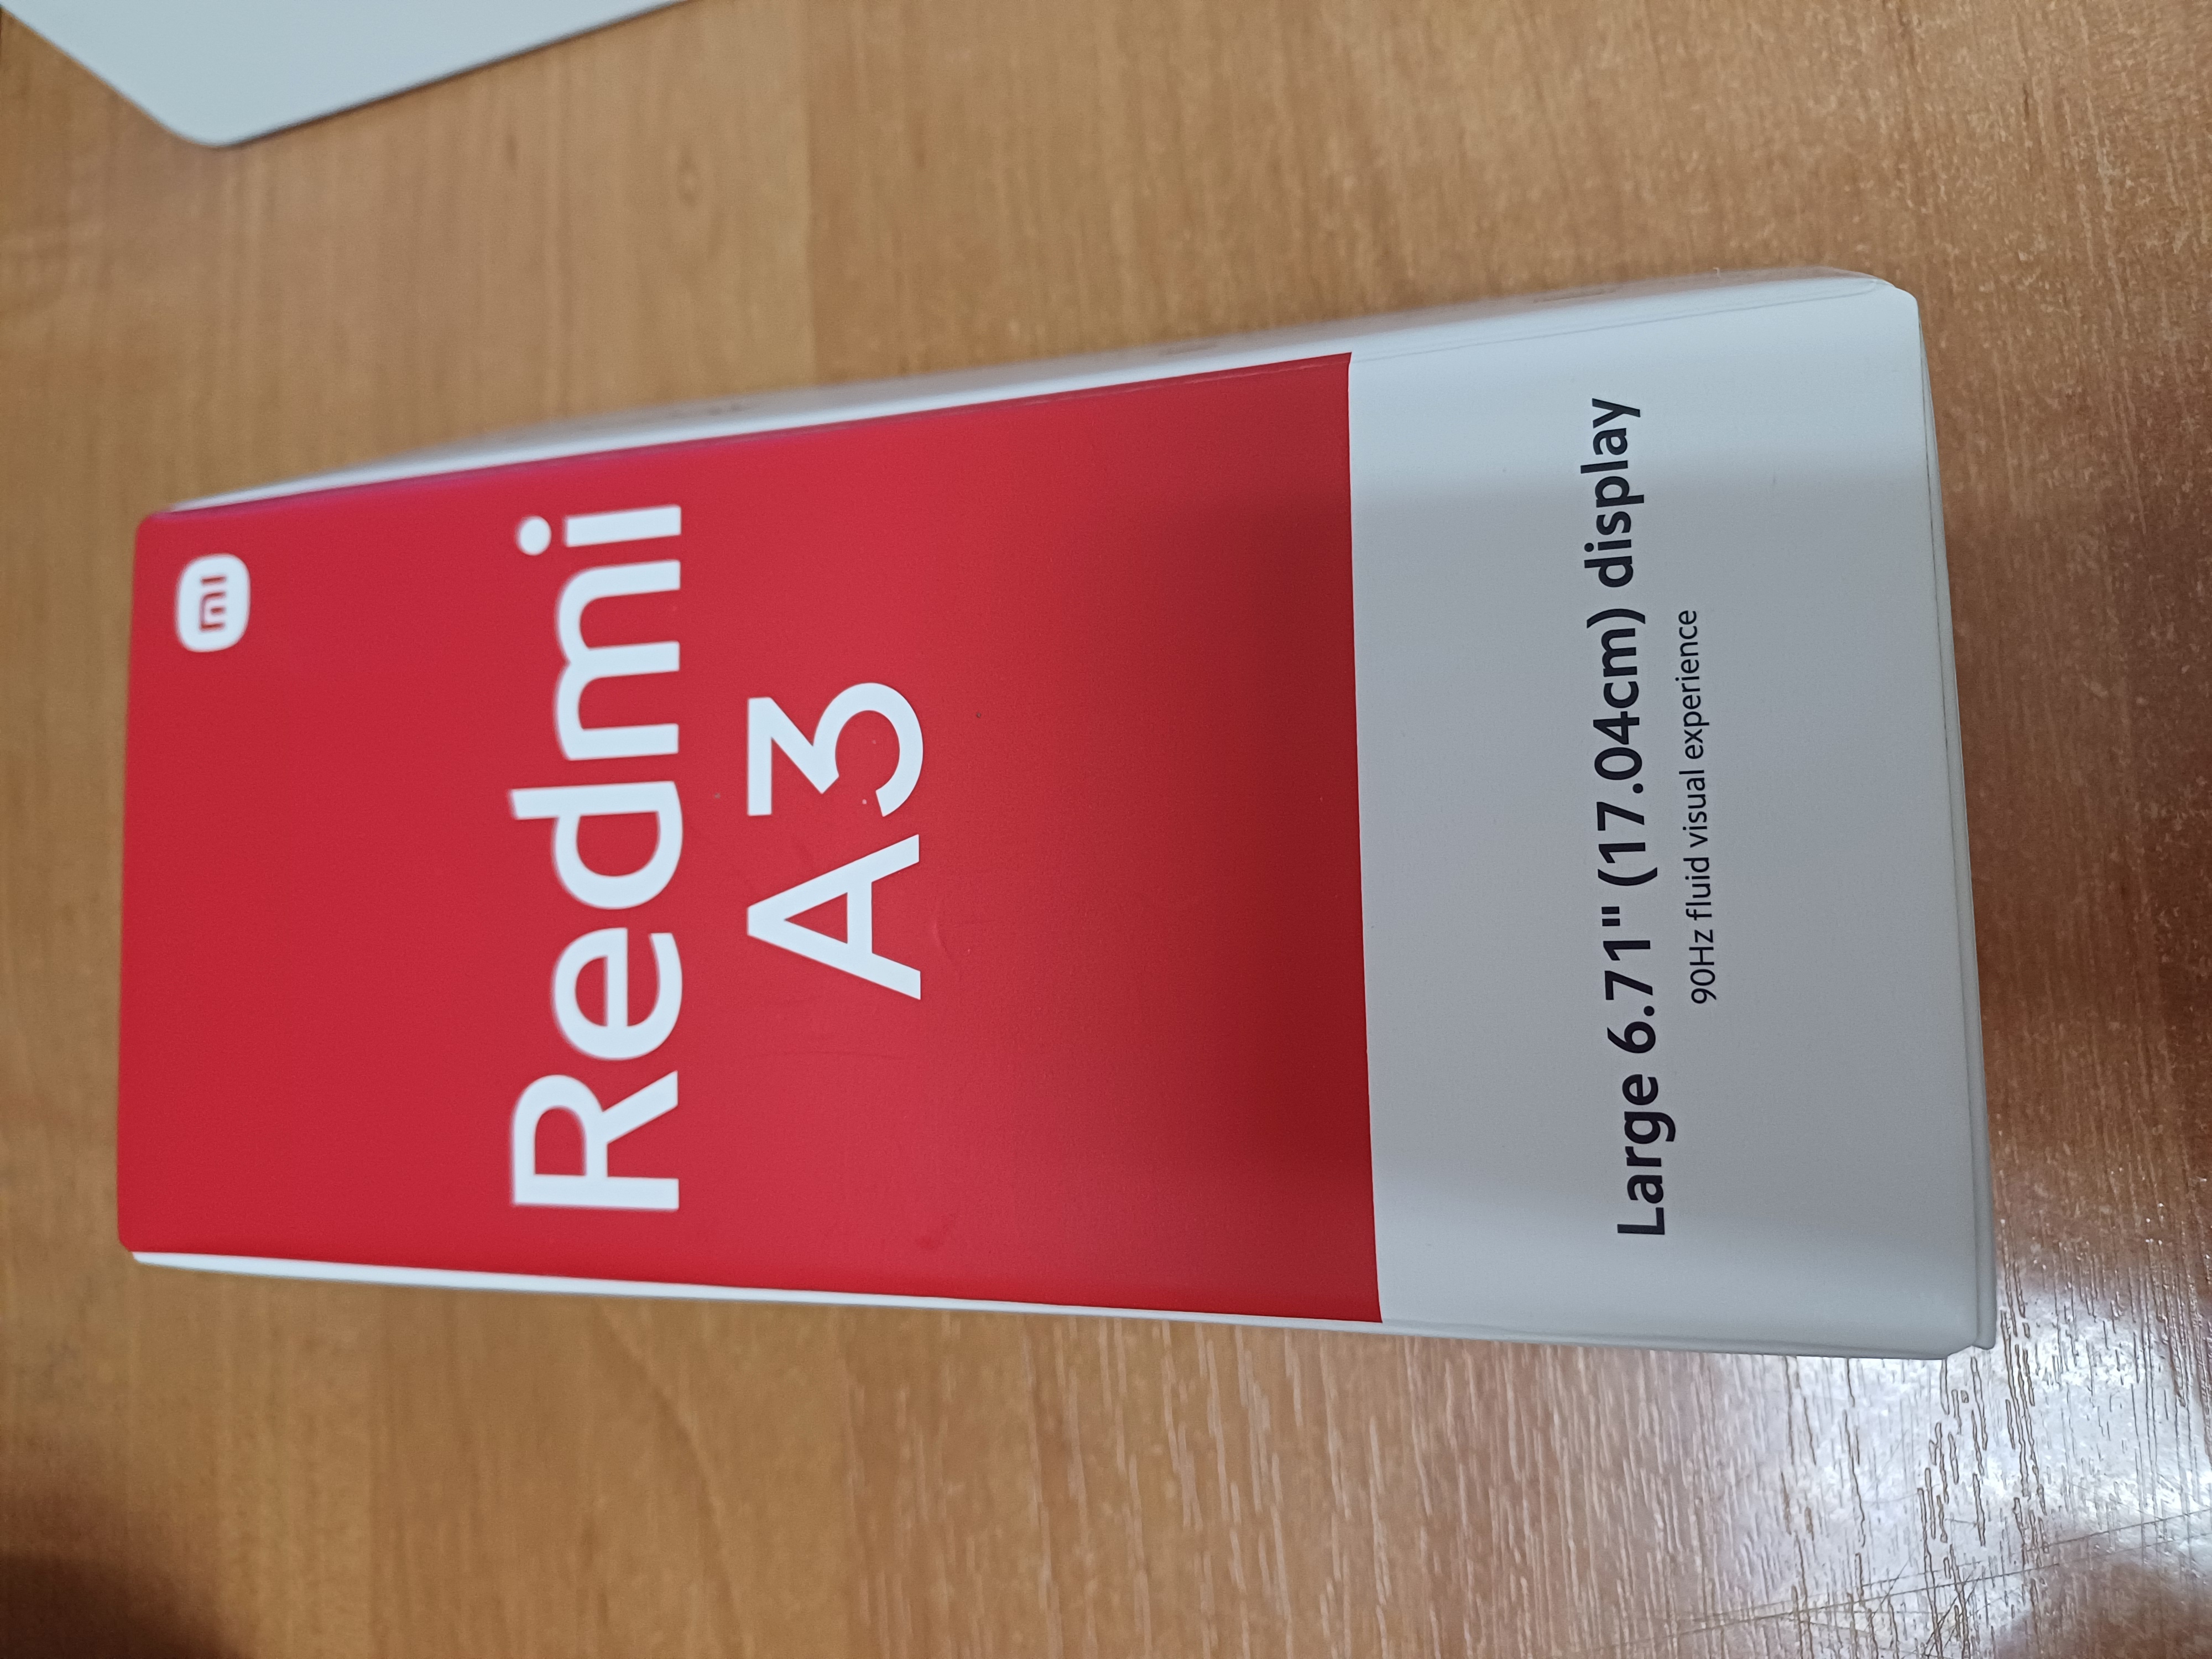 mi
Redmi
A3
Large 6.71" (17.04cm) display
90Hz fluid visual experience